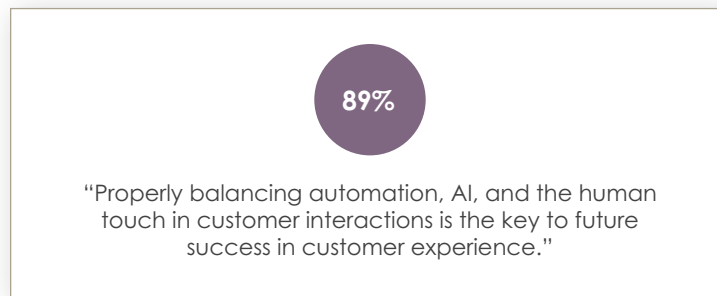 89%
“Properly balancing automation, AI, and the human
touch in customer interactions is the key to future
success in customer experience.”